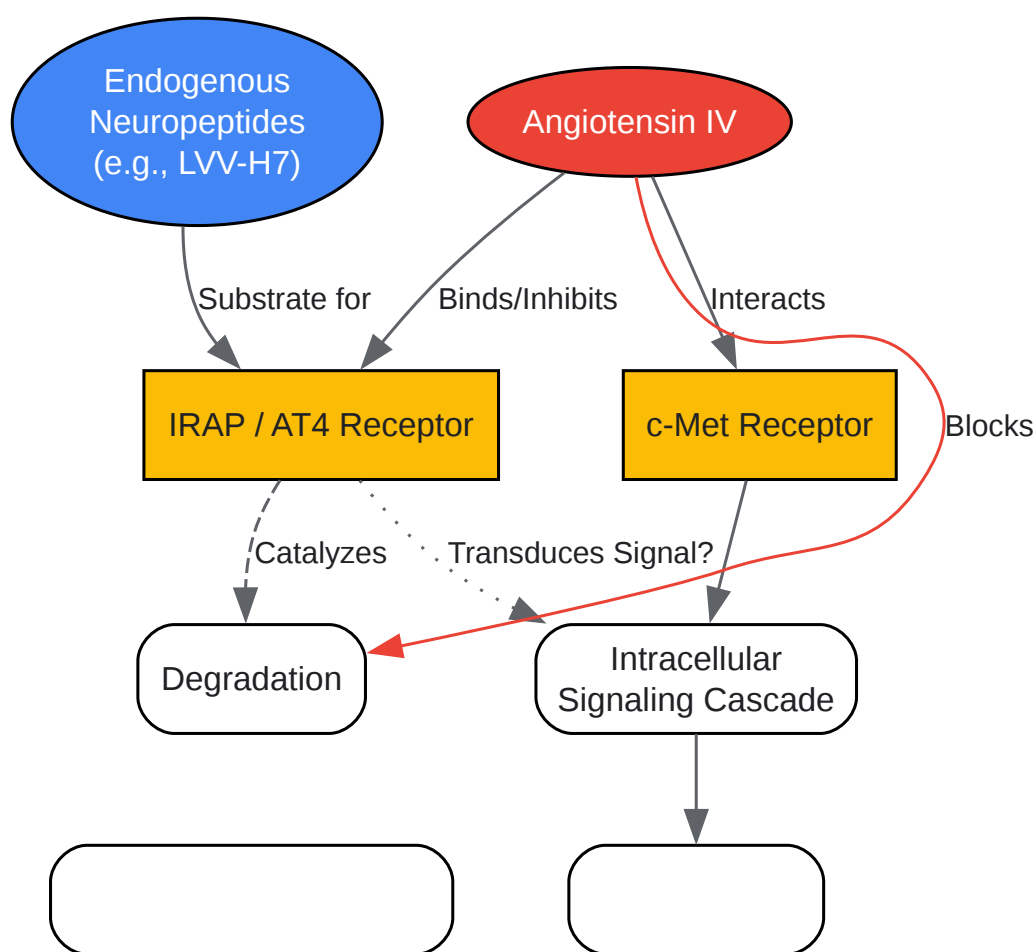 Endogenous
Neuropeptides
(e.g., LVV-H7)
Angiotensin IV
Substrate for
Binds/Inhibits
Interacts
IRAP / AT4 Receptor
c-Met Receptor
Blocks
Catalyzes
Transduces Signal?
Degradation
Intracellular
Signaling Cascade